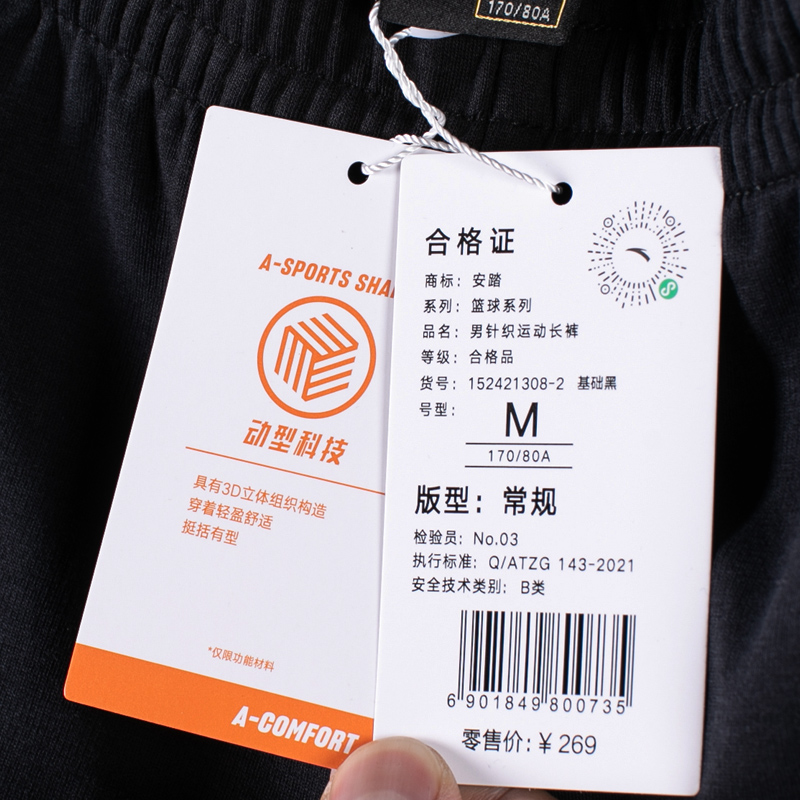 170/80A
A-SPORTS
动型科技
具有3D立体组织构造
穿着轻盈舒适
挺括有型
*仅限功能材料
A-COMFORT
合格证
商标：安踏
系列：篮球系列
品名：男针织运动长裤
等级：合格品
货号：152421308-2 基础黑
号型：
M
170/80A
版型：常规
检验员：No.03
执行标准：Q/ATZG 143-2021
安全技术类别：B类
6 901849 800735
零售价：¥ 269